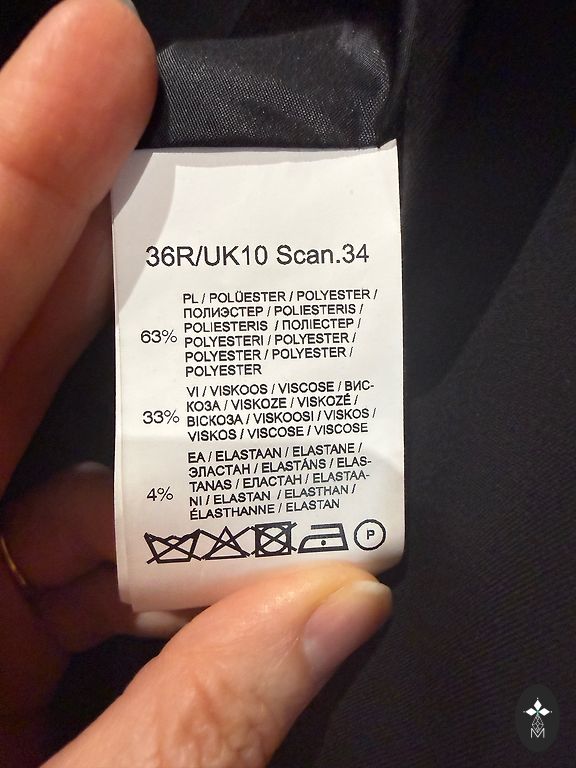 36R/UK10 Scan.34
PL / POLÜESTER / POLYESTER /
ПОЛИЭСТЕР / POLIESTERIS /
63% POLIESTERIS / ПОЛІЕСТЕР /
POLYESTERI / POLYESTER /
POLYESTER / POLYESTER /
POLYESTER
VI / VISKOOS / VISCOSE / ВИС-
КОЗА / VISKOZE / VISKOZĖ /
33% ВІСКОЗА / VISKOOSI / VISKOS /
VISKOS / VISCOSE / VISCOSE
EA / ELASTAAN / ELASTANE /
ЭЛАСТАН / ELASTĀNS / ELAS-
4% TANAS / ЕЛАСТАН / ELASTAA-
NI / ELASTAN / ELASTHAN /
ÉLASTHANNE / ELASTAN
P
M